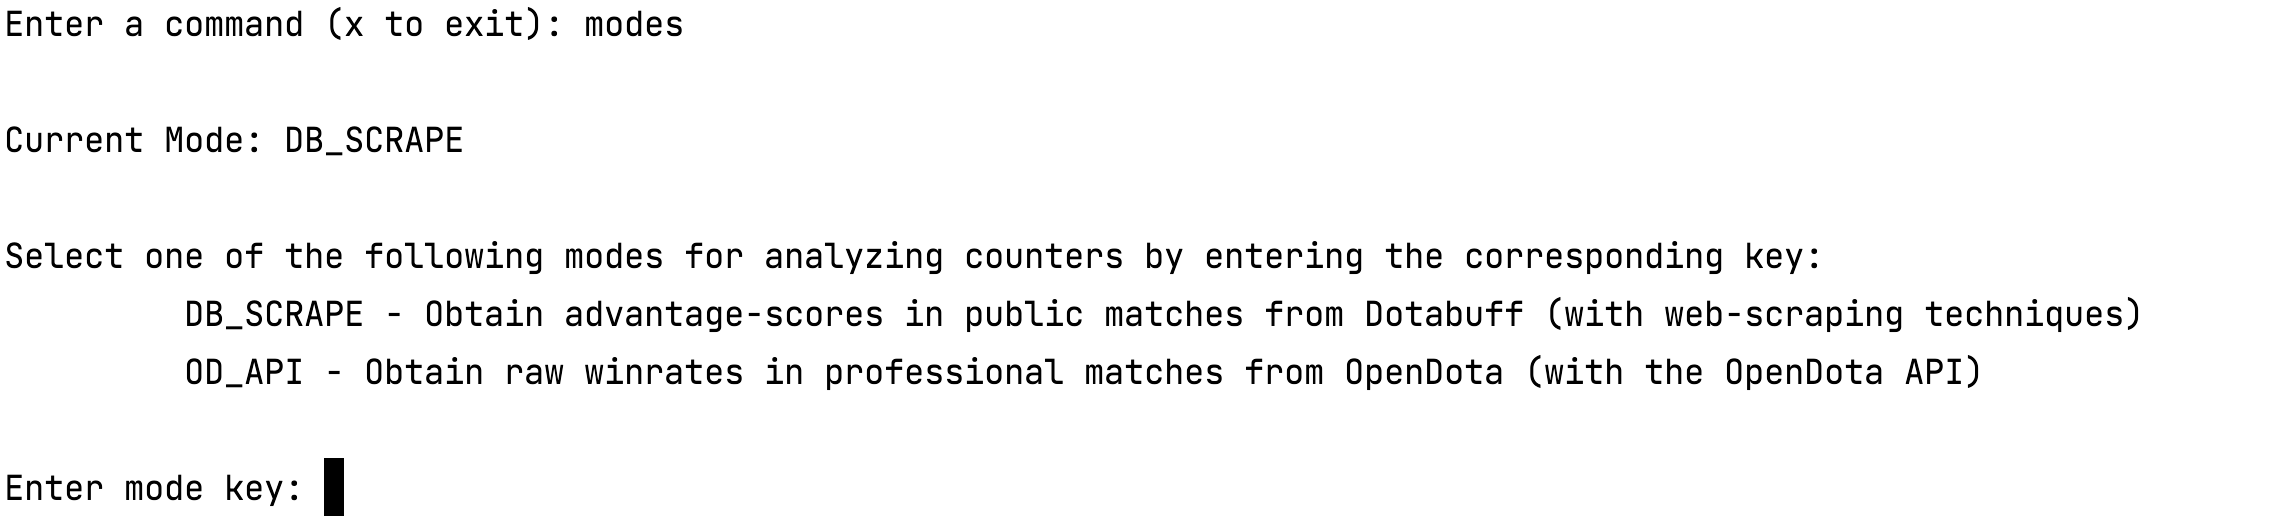 Enter a command (x to exit): modes
Current Mode: DB_SCRAPE
Select one of the following modes for analyzing counters by entering the corresponding key:
DB_SCRAPE - Obtain advantage-scores in public matches from Dotabuff (with web-scraping techniques)
OD_API - Obtain raw winrates in professional matches from OpenDota (with the OpenDota API)
Enter mode key: